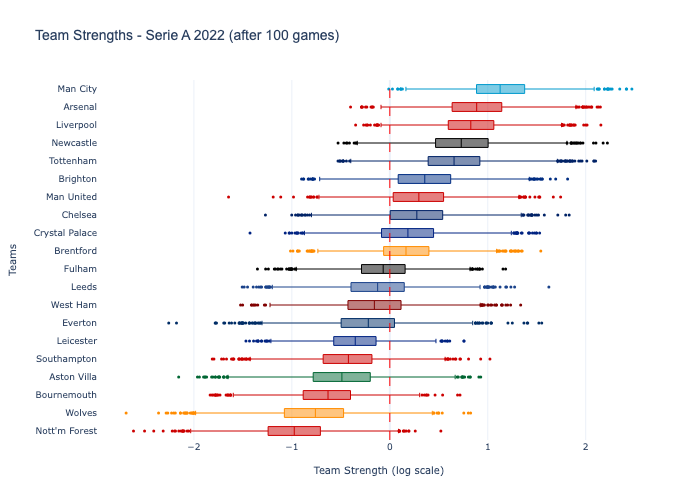 Team Strengths - Serie A 2022 (after 100 games)
Man City
Arsenal
Liverpool
Newcastle
Tottenham
Brighton
Man United
Chelsea
Crystal Palace
Brentford
Fulham
Leeds
West Ham
Everton
Leicester
Southampton
Aston Villa
Bournemouth
Wolves
Nott'm Forest
Teams
−2 −1 0 1 2
Team Strength (log scale)